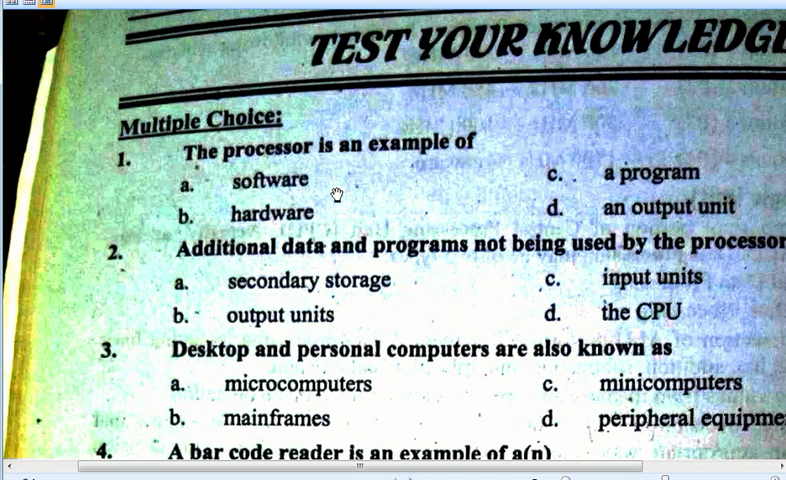 TEST YOUR KNOWLEDGE
Multiple Choice:
1. The processor is an example of
a. software c. a program
b. hardware d. an output unit
2. Additional data and programs not being used by the processor
a. secondary storage c. input units
b. output units d. the CPU
3. Desktop and personal computers are also known as
a. microcomputers c. minicomputers
b. mainframes d. peripheral equipme
4. A bar code reader is an example of a(n)